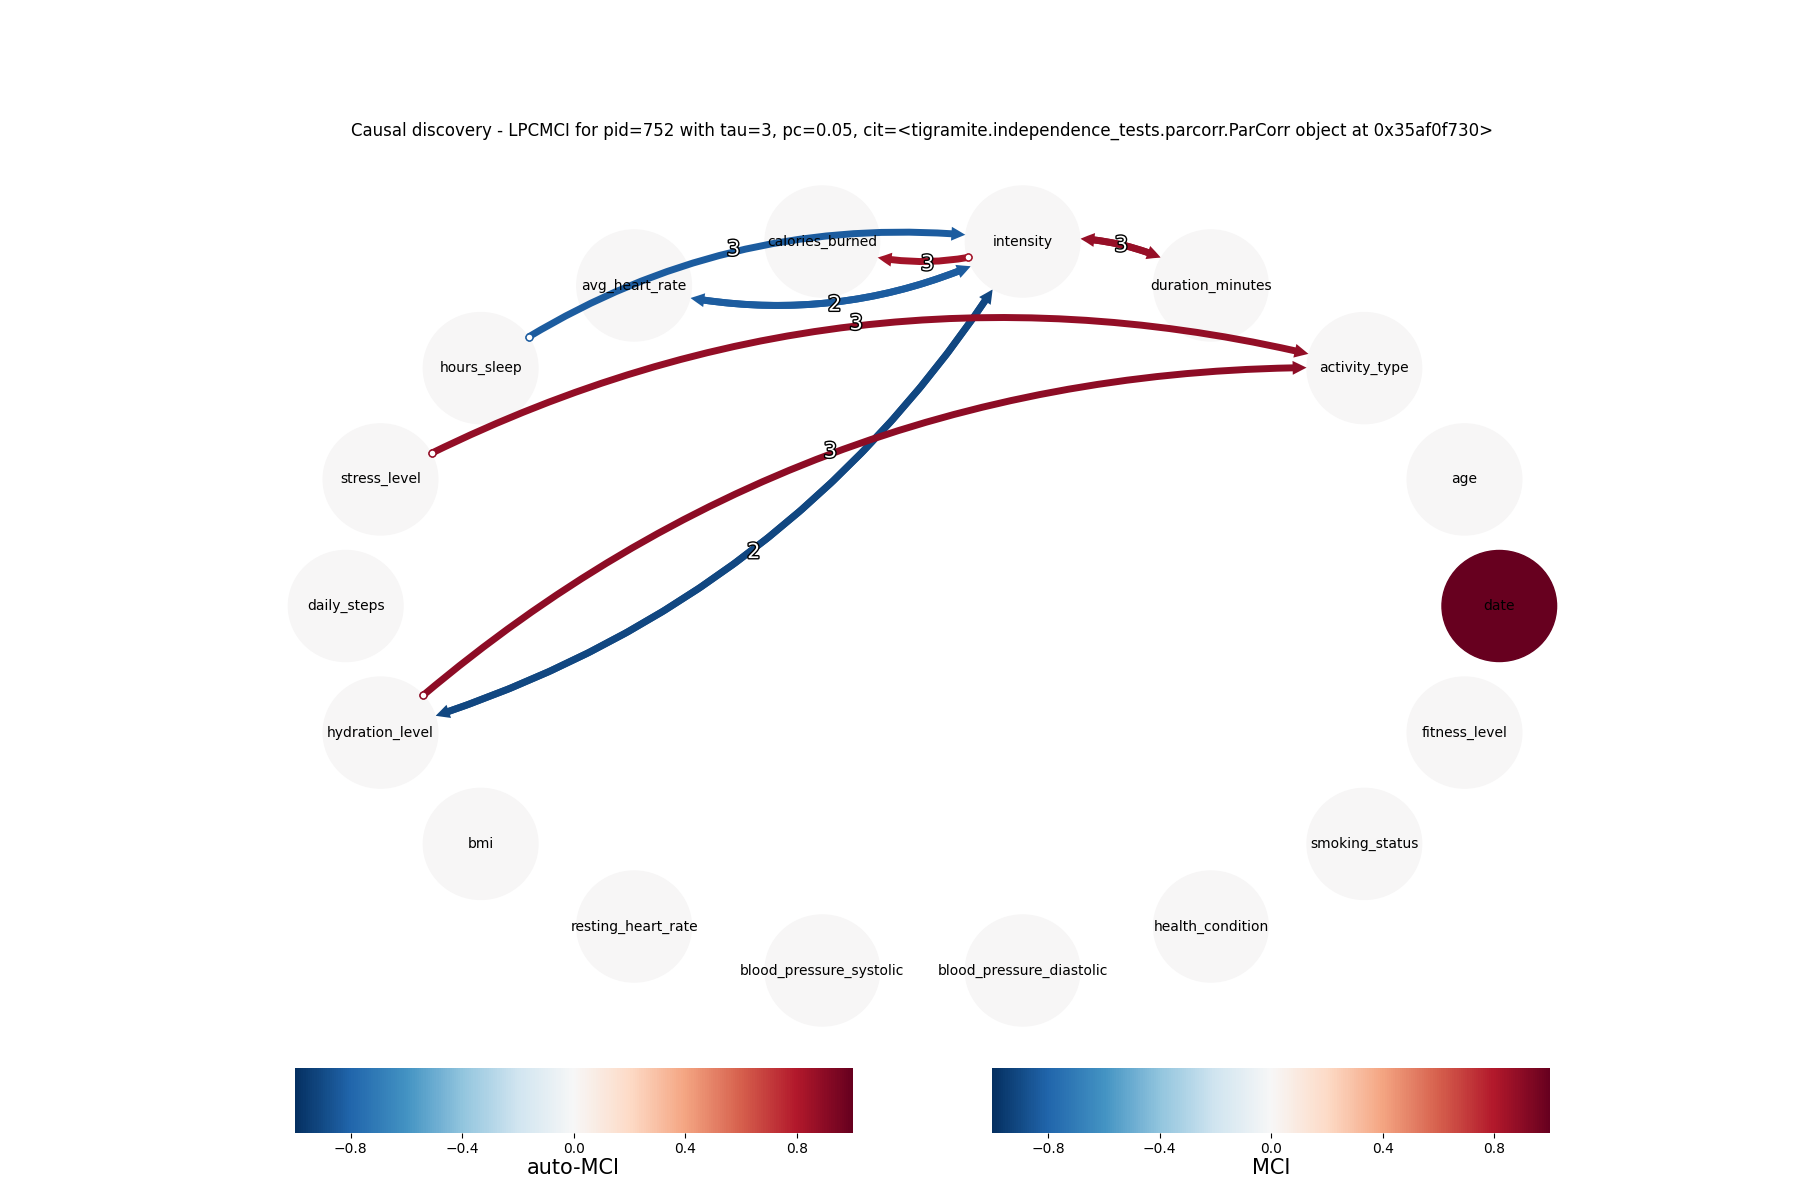 Causal discovery - LPCMCI for pid=752 with tau=3, pc=0.05, cit=<tigramite.independence_tests.parcorr.ParCorr object at 0x35af0f730>
calories_burned
intensity
3
3
3
avg_heart_rate
duration_minutes
2
3
hours_sleep
activity_type
3
stress_level
age
2
daily_steps
date
hydration_level
fitness_level
bmi
smoking_status
resting_heart_rate
health_condition
blood_pressure_systolic
blood_pressure_diastolic
−0.8 −0.4 0.0 0.4 0.8
auto-MCI
−0.8 −0.4 0.0 0.4 0.8
MCI